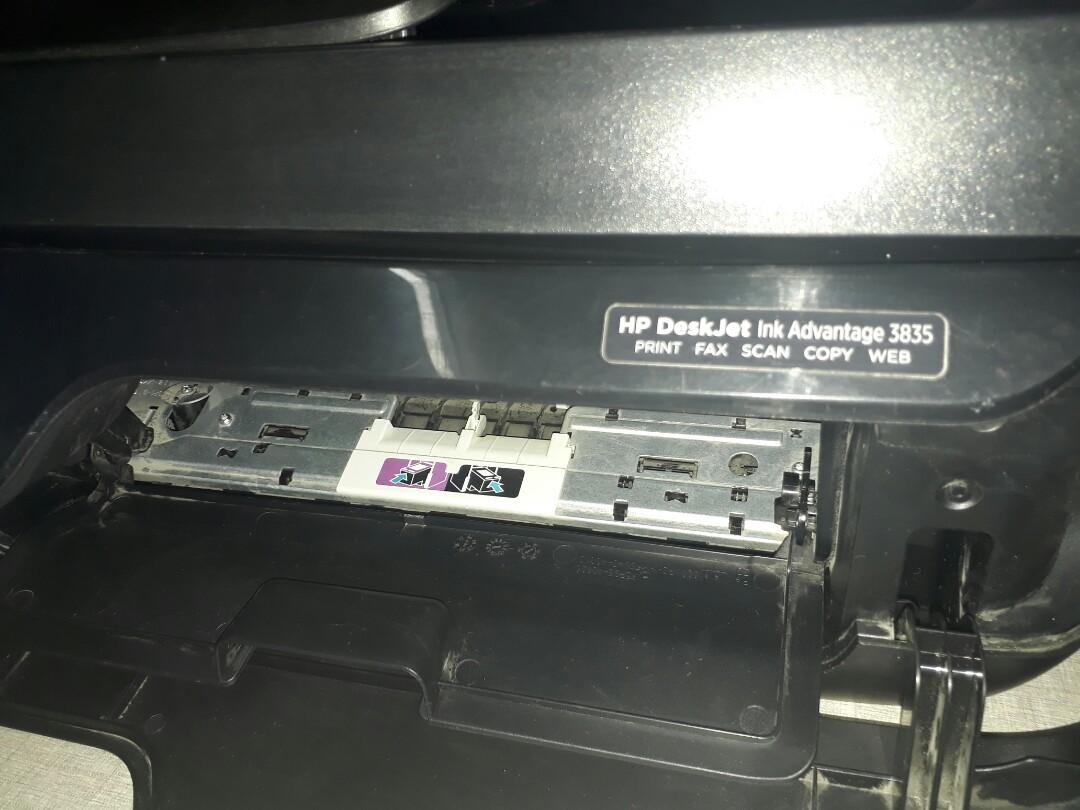 HP DeskJet Ink Advantage 3835
PRINT FAX SCAN COPY WEB